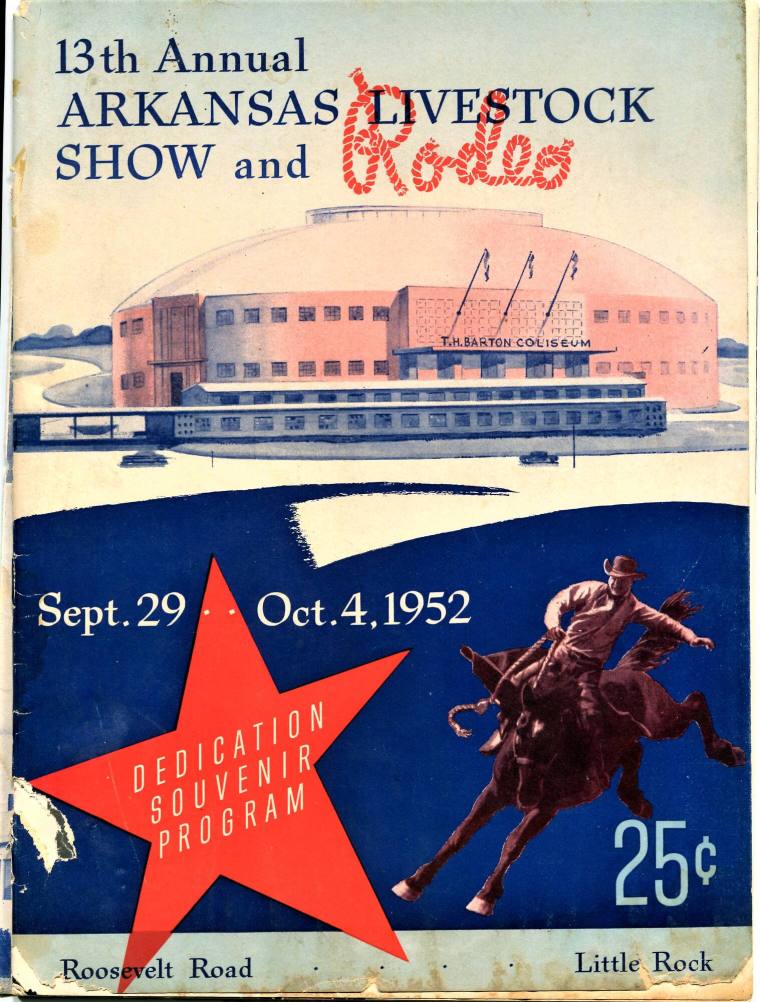 13th Annual
ARKANSAS LIVESTOCK
SHOW and Rodeo
T.H. BARTON COLISEUM
Sept. 29 · · Oct. 4, 1952
DEDICATION
SOUVENIR
PROGRAM
25¢
Roosevelt Road · · · · Little Rock